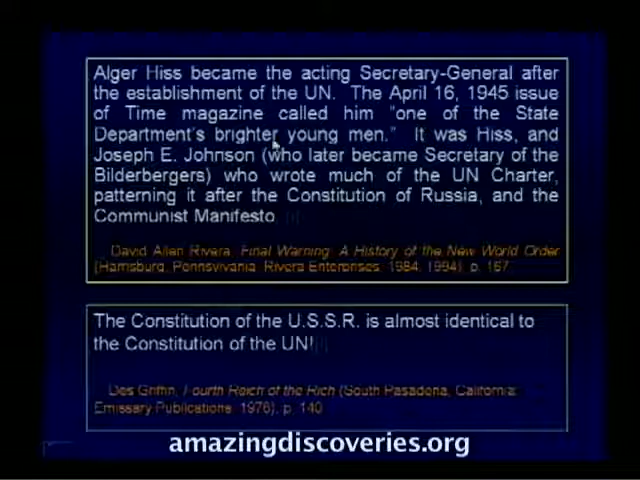 Alger Hiss became the acting Secretary-General after
the establishment of the UN. The April 16, 1945 issue
of Time magazine called him "one of the State
Department's brighter young men." It was Hiss, and
Joseph E. Johnson (who later became Secretary of the
Bilderbergers) who wrote much of the UN Charter,
patterning it after the Constitution of Russia, and the
Communist Manifesto
David Allen Rivera, Final Warning: A History of the New World Order
(Harrisburg, Pennsylvania: Rivera Enterprises, 1984, 1994), p. 167
The Constitution of the U.S.S.R. is almost identical to
the Constitution of the UN!
Des Griffin, Fourth Reich of the Rich (South Pasadena, California:
Emissary Publications, 1976), p. 140
amazingdiscoveries.org